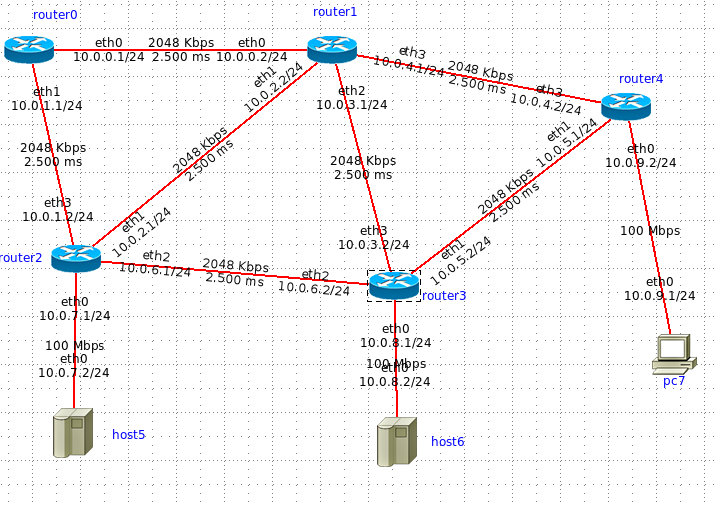 router0
router1
eth0
2048 Kbps
eth0
10.0.0.1/24
2.500 ms
10.0.0.2/24
eth3
10.0.4.1/24
2048 Kbps
2.500 ms
eth3
10.0.4.2/24
router4
eth1
10.0.1.1/24
eth1
10.0.2.2/24
eth2
10.0.3.1/24
eth1
10.0.5.1/24
eth0
10.0.9.2/24
2048 Kbps
2.500 ms
2048 Kbps
2.500 ms
2048 Kbps
2.500 ms
2048 Kbps
2.500 ms
eth3
10.0.1.2/24
eth1
10.0.2.1/24
eth3
10.0.3.2/24
eth1
10.0.5.2/24
100 Mbps
router2
eth2
10.0.6.1/24
2048 Kbps
2.500 ms
eth2
10.0.6.2/24
router3
eth0
10.0.9.1/24
eth0
10.0.7.1/24
100 Mbps
eth0
10.0.7.2/24
eth0
10.0.8.1/24
100 Mbps
eth0
10.0.8.2/24
pc7
host5
host6